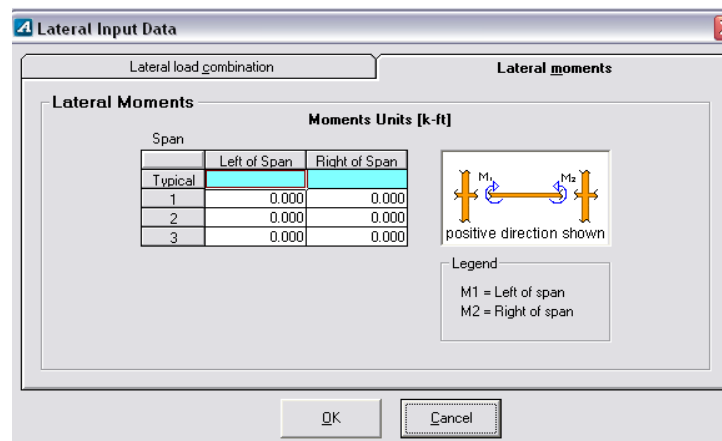 Lateral Input Data
Lateral load combination
Lateral moments
Lateral Moments
Moments Units [k-ft]
Span
Left of Span Right of Span
Typical
1 0.000 0.000
2 0.000 0.000
3 0.000 0.000
M₁ M₂
positive direction shown
Legend
M1 = Left of span
M2 = Right of span
OK Cancel